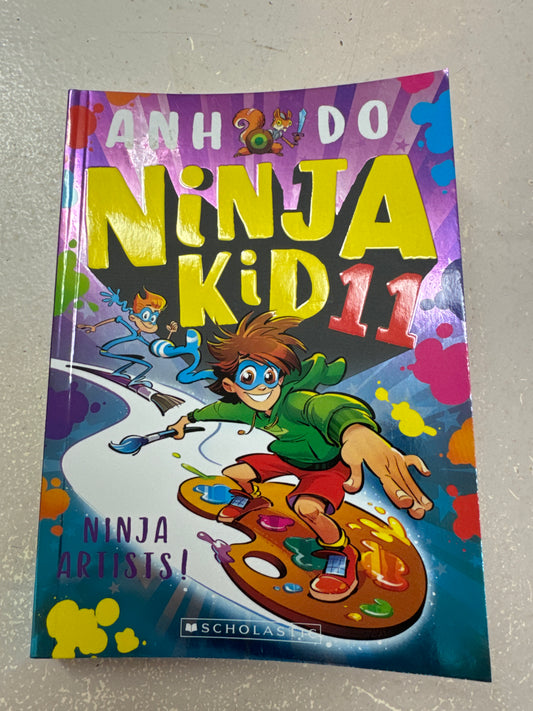 ANH DO
NiNJA
KiD 11
NINJA
ARTISTS!
SCHOLASTIC